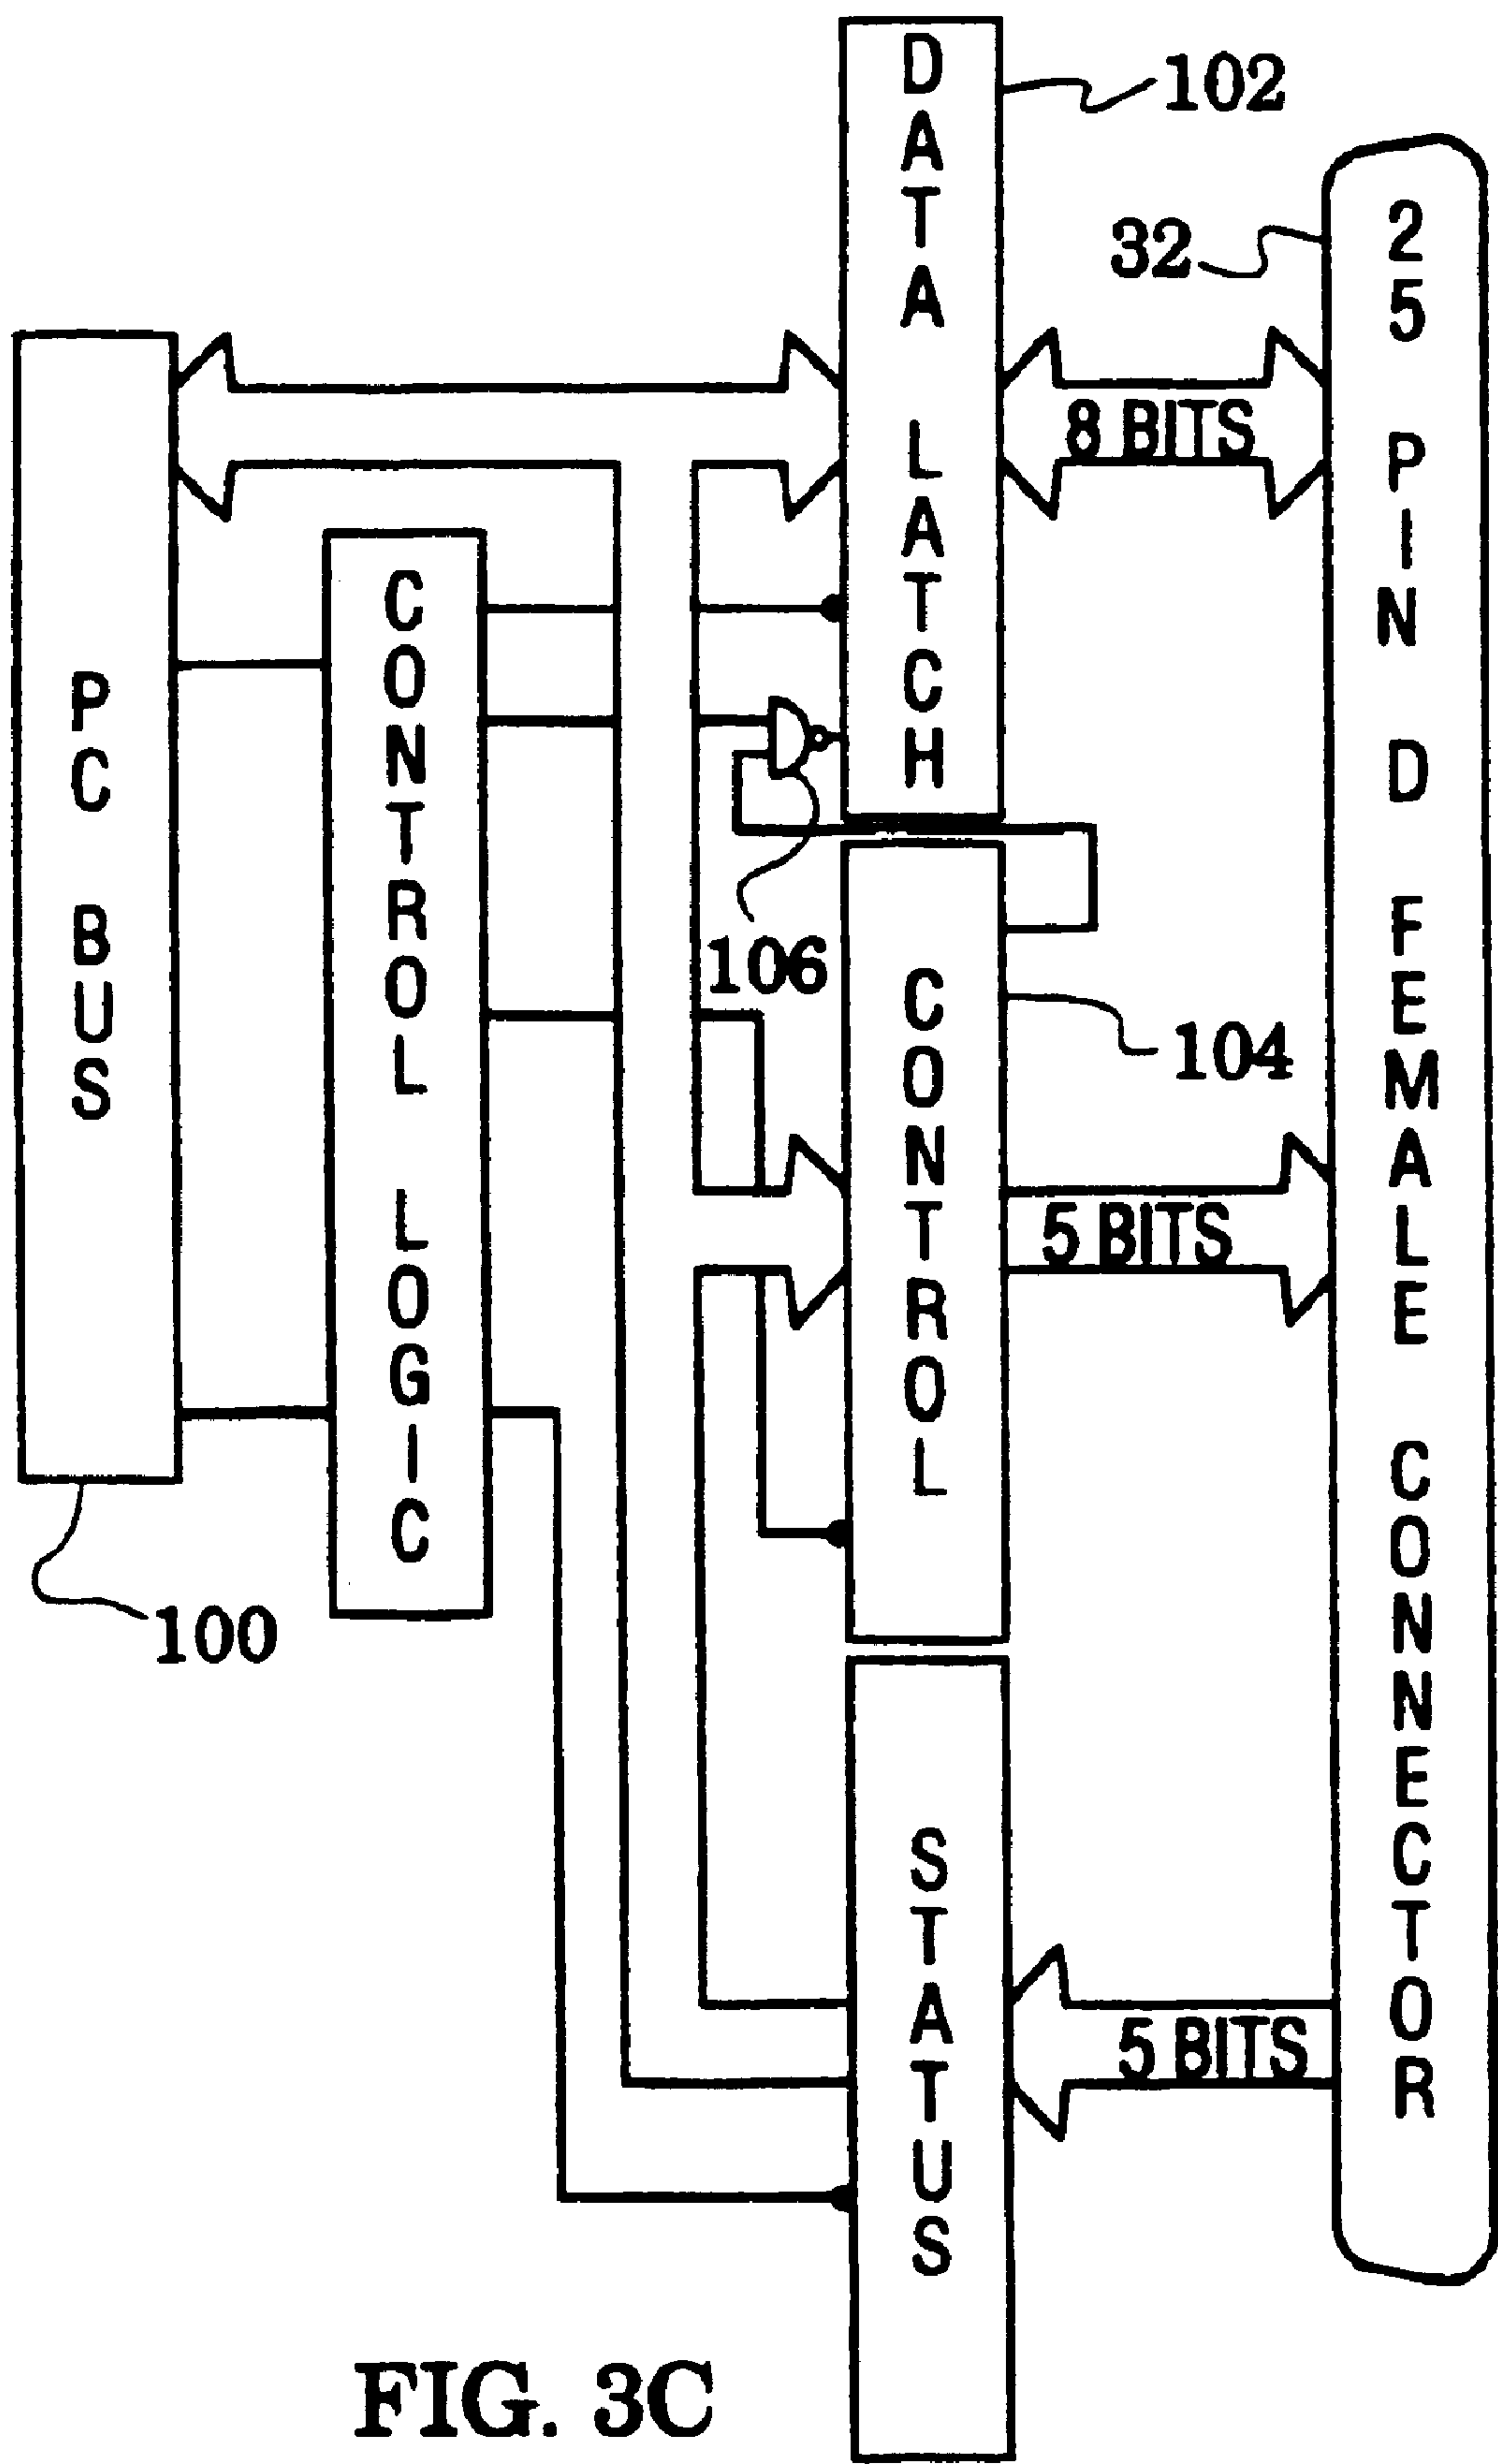 DATA LATCH
102
32
25 PIN D FEMALE CONNECTOR
8 BITS
PC BUS
CONTROL LOGIC
106
CONTROL
104
5 BITS
100
STATUS
5 BITS
FIG. 3C